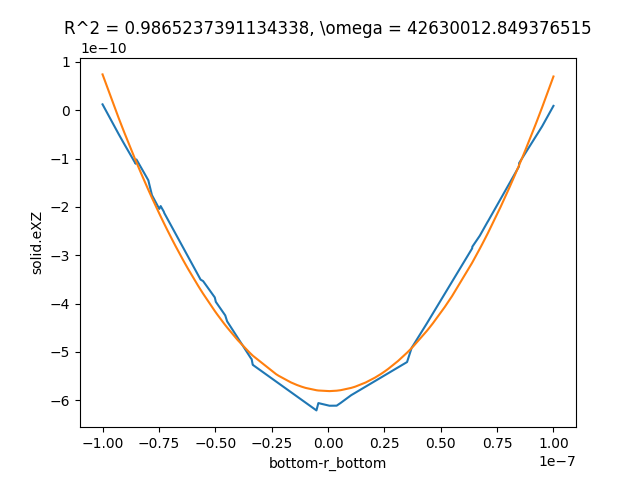 R^2 = 0.9865237391134338, \omega = 42630012.849376515
1e−10
1
0
−1
−2
−3
−4
−5
−6
solid.eXZ
−1.00 −0.75 −0.50 −0.25 0.00 0.25 0.50 0.75 1.00
bottom-r_bottom
1e−7